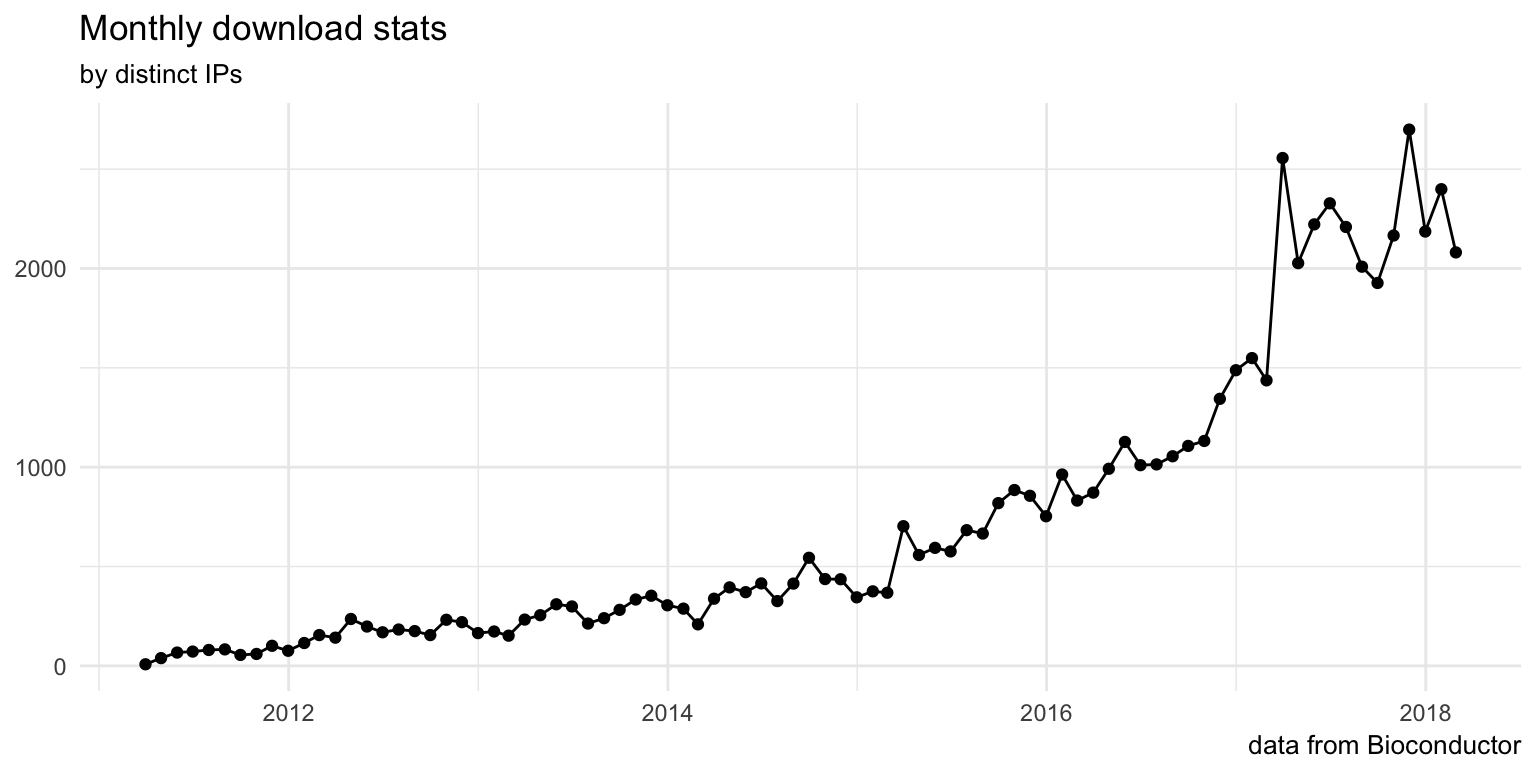 Monthly download stats
by distinct IPs
2000
1000
0
2012 2014 2016 2018
data from Bioconductor